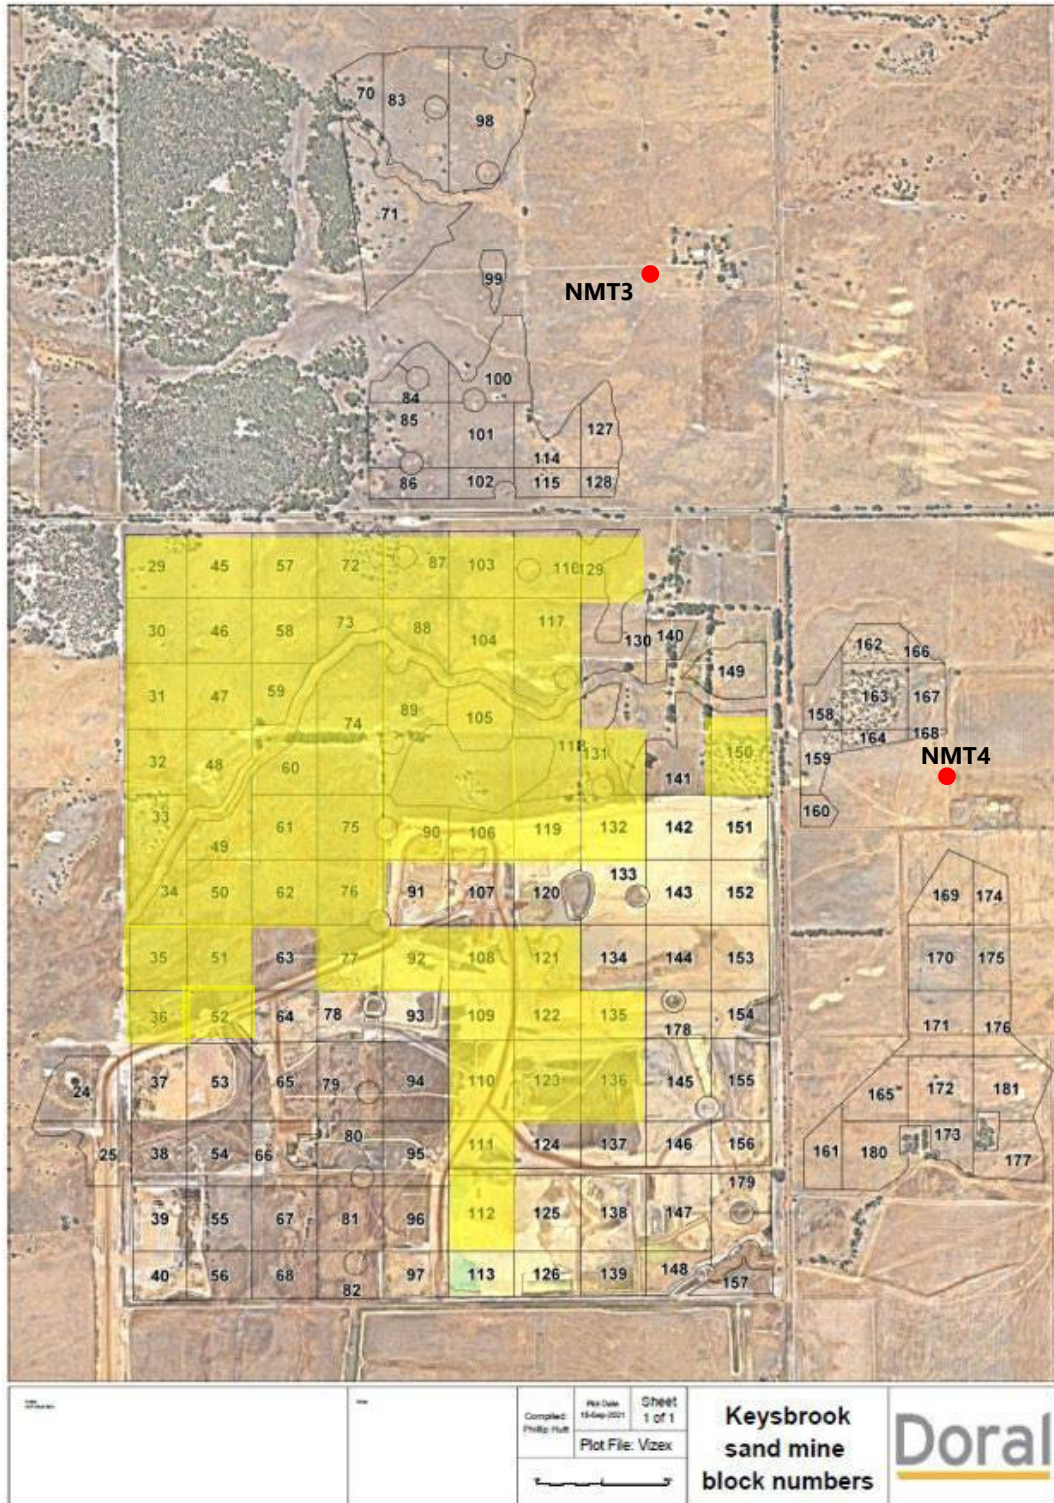 70 83 98
71
99
NMT3
100
84
85 101 127
114
86 102 115 128
29 45 57 72 87 103 116 129
30 46 58 73 88 104 117 130 140
162 166
31 47 59 89 105 149
158 163 167
74
32 48 60 118 131 141 150
164 168
159
NMT4
33 160
49 61 75 90 106 119 132 142 151
34 50 62 76 91 107 120 133 143 152
169 174
35 51 63 77 92 108 121 134 144 153
170 175
36 52 64 78 93 109 122 135 178 154
171 176
24 37 53 65 79 94 110 123 136 145 155
165 172 181
25 38 54 66 80 95 111 124 137 146 156
161 180 173 177
39 55 67 81 96 112 125 138 147 179
40 56 68 82 97 113 126 139 148 157
Compiled:
Phillip Hutt
Plot Date
Sheet
1 of 1
Plot File: Vizex
Keysbrook
sand mine
block numbers
Doral